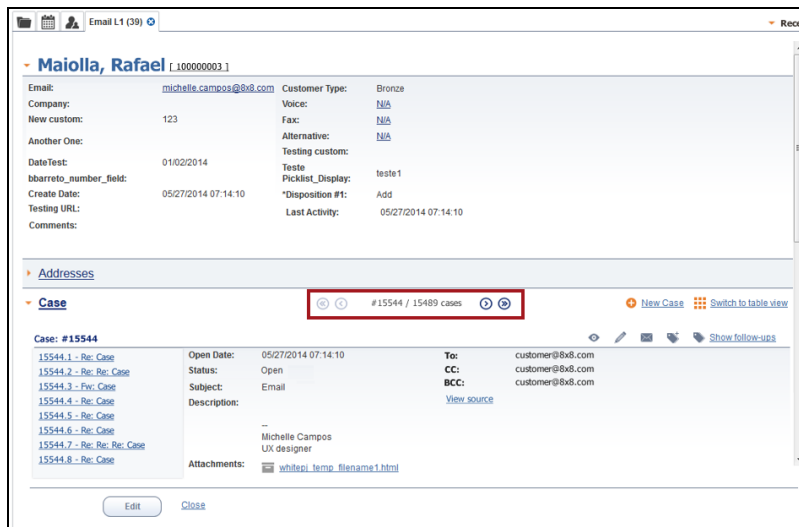 Email L1 (39)
Rece
Maiolla, Rafael [ 100000003 ]
Email: michelle.campos@8x8.com Customer Type: Bronze
Company: Voice: N/A
New custom: 123 Fax: N/A
Another One: Alternative: N/A
Testing custom:
DateTest: 01/02/2014 Teste
Picklist_Display: teste1
bbarreto_number_field:
Create Date: 05/27/2014 07:14:10 *Disposition #1: Add
Testing URL: Last Activity: 05/27/2014 07:14:10
Comments:
Addresses
Case #15544 / 15489 cases New Case Switch to table view
Case: #15544 Show follow-ups
15544.1 - Re: Case
15544.2 - Re: Re: Case
15544.3 - Fw: Case
15544.4 - Re: Case
15544.5 - Re: Case
15544.6 - Re: Case
15544.7 - Re: Re: Re: Case
15544.8 - Re: Case
Open Date: 05/27/2014 07:14:10
Status: Open
Subject: Email
Description:
--
Michelle Campos
UX designer
Attachments: whitepj_temp_filename1.html
To: customer@8x8.com
CC: customer@8x8.com
BCC: customer@8x8.com
View source
Edit Close